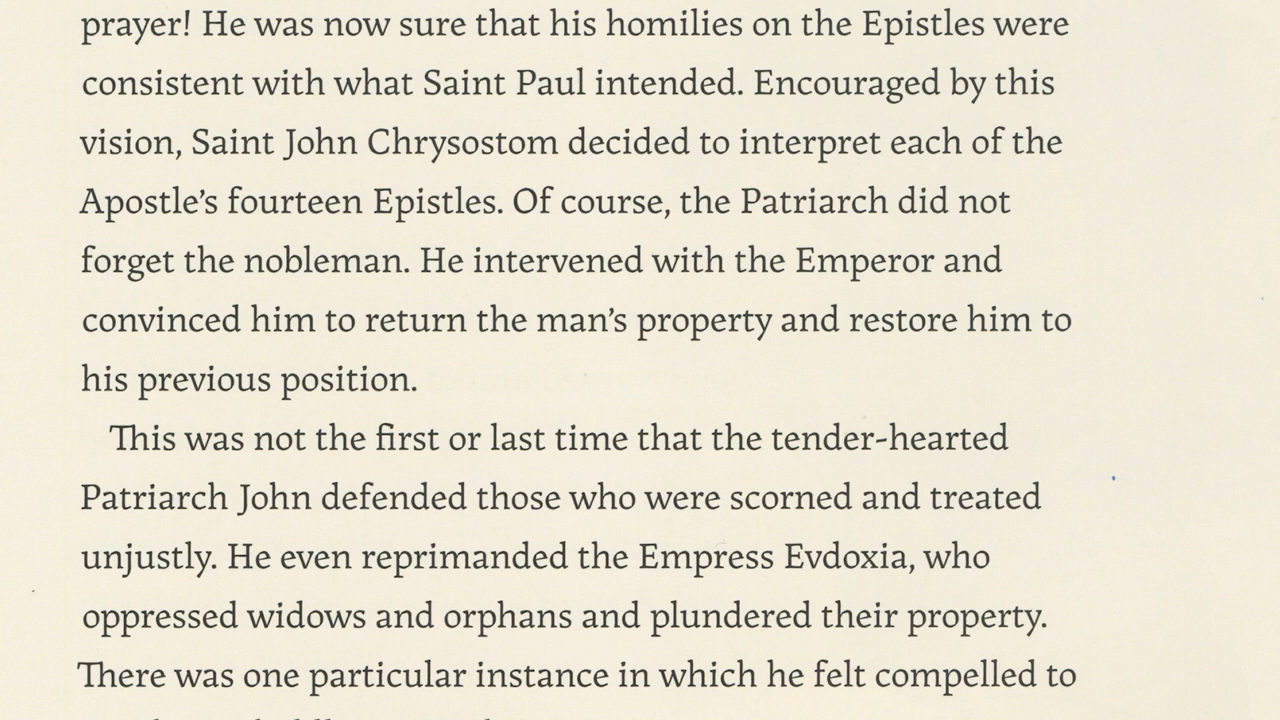 prayer! He was now sure that his homilies on the Epistles were
consistent with what Saint Paul intended. Encouraged by this
vision, Saint John Chrysostom decided to interpret each of the
Apostle’s fourteen Epistles. Of course, the Patriarch did not
forget the nobleman. He intervened with the Emperor and
convinced him to return the man’s property and restore him to
his previous position.
This was not the first or last time that the tender-hearted
Patriarch John defended those who were scorned and treated
unjustly. He even reprimanded the Empress Evdoxia, who
oppressed widows and orphans and plundered their property.
There was one particular instance in which he felt compelled to